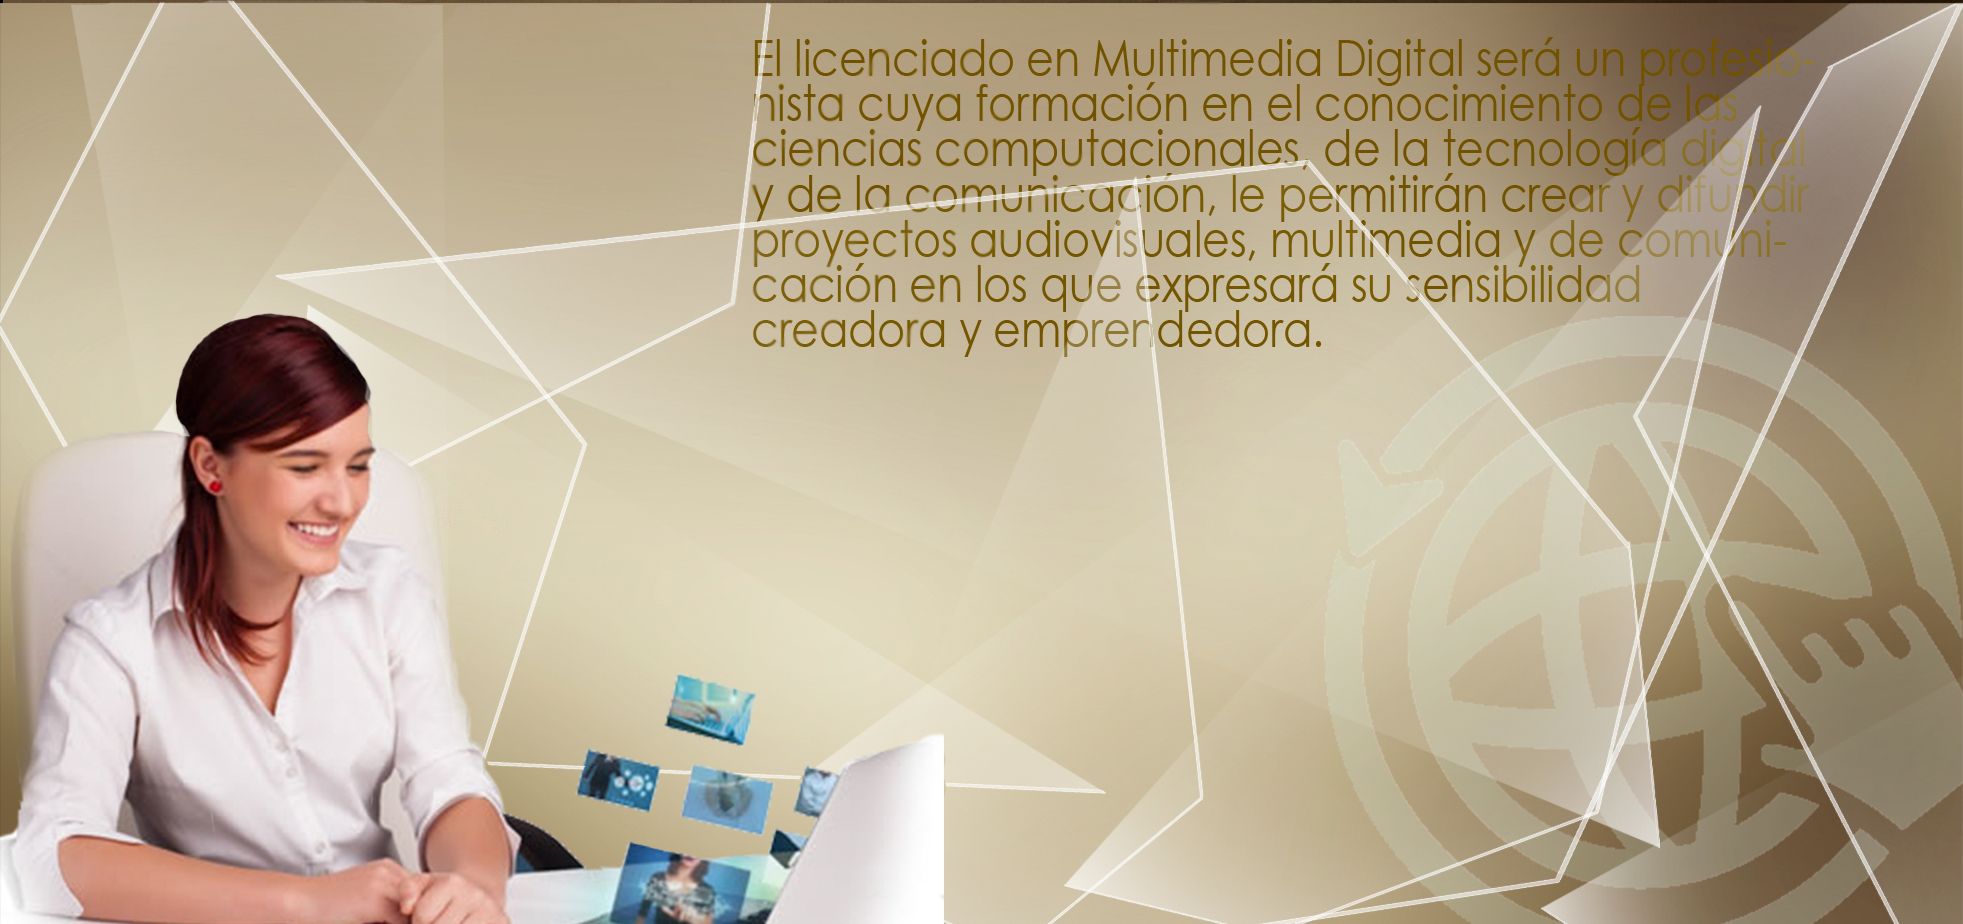 El licenciado en Multimedia Digital será un profesio-
nista cuya formación en el conocimiento de las
ciencias computacionales, de la tecnología digital
y de la comunicación, le permitirán crear y difundir
proyectos audiovisuales, multimedia y de comuni-
cación en los que expresará su sensibilidad
creadora y emprendedora.